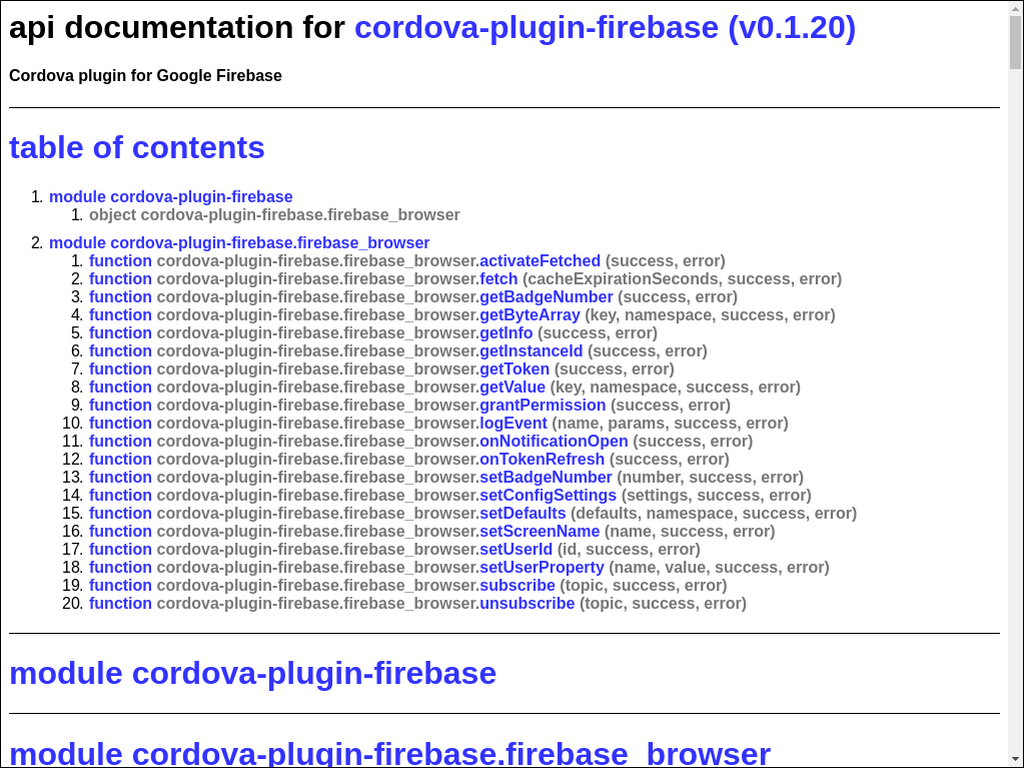 api documentation for cordova-plugin-firebase (v0.1.20)
Cordova plugin for Google Firebase
table of contents
1. module cordova-plugin-firebase
1. object cordova-plugin-firebase.firebase_browser
2. module cordova-plugin-firebase.firebase_browser
1. function cordova-plugin-firebase.firebase_browser.activateFetched (success, error)
2. function cordova-plugin-firebase.firebase_browser.fetch (cacheExpirationSeconds, success, error)
3. function cordova-plugin-firebase.firebase_browser.getBadgeNumber (success, error)
4. function cordova-plugin-firebase.firebase_browser.getByteArray (key, namespace, success, error)
5. function cordova-plugin-firebase.firebase_browser.getInfo (success, error)
6. function cordova-plugin-firebase.firebase_browser.getInstanceId (success, error)
7. function cordova-plugin-firebase.firebase_browser.getToken (success, error)
8. function cordova-plugin-firebase.firebase_browser.getValue (key, namespace, success, error)
9. function cordova-plugin-firebase.firebase_browser.grantPermission (success, error)
10. function cordova-plugin-firebase.firebase_browser.logEvent (name, params, success, error)
11. function cordova-plugin-firebase.firebase_browser.onNotificationOpen (success, error)
12. function cordova-plugin-firebase.firebase_browser.onTokenRefresh (success, error)
13. function cordova-plugin-firebase.firebase_browser.setBadgeNumber (number, success, error)
14. function cordova-plugin-firebase.firebase_browser.setConfigSettings (settings, success, error)
15. function cordova-plugin-firebase.firebase_browser.setDefaults (defaults, namespace, success, error)
16. function cordova-plugin-firebase.firebase_browser.setScreenName (name, success, error)
17. function cordova-plugin-firebase.firebase_browser.setUserId (id, success, error)
18. function cordova-plugin-firebase.firebase_browser.setUserProperty (name, value, success, error)
19. function cordova-plugin-firebase.firebase_browser.subscribe (topic, success, error)
20. function cordova-plugin-firebase.firebase_browser.unsubscribe (topic, success, error)
module cordova-plugin-firebase
module cordova-plugin-firebase.firebase_browser